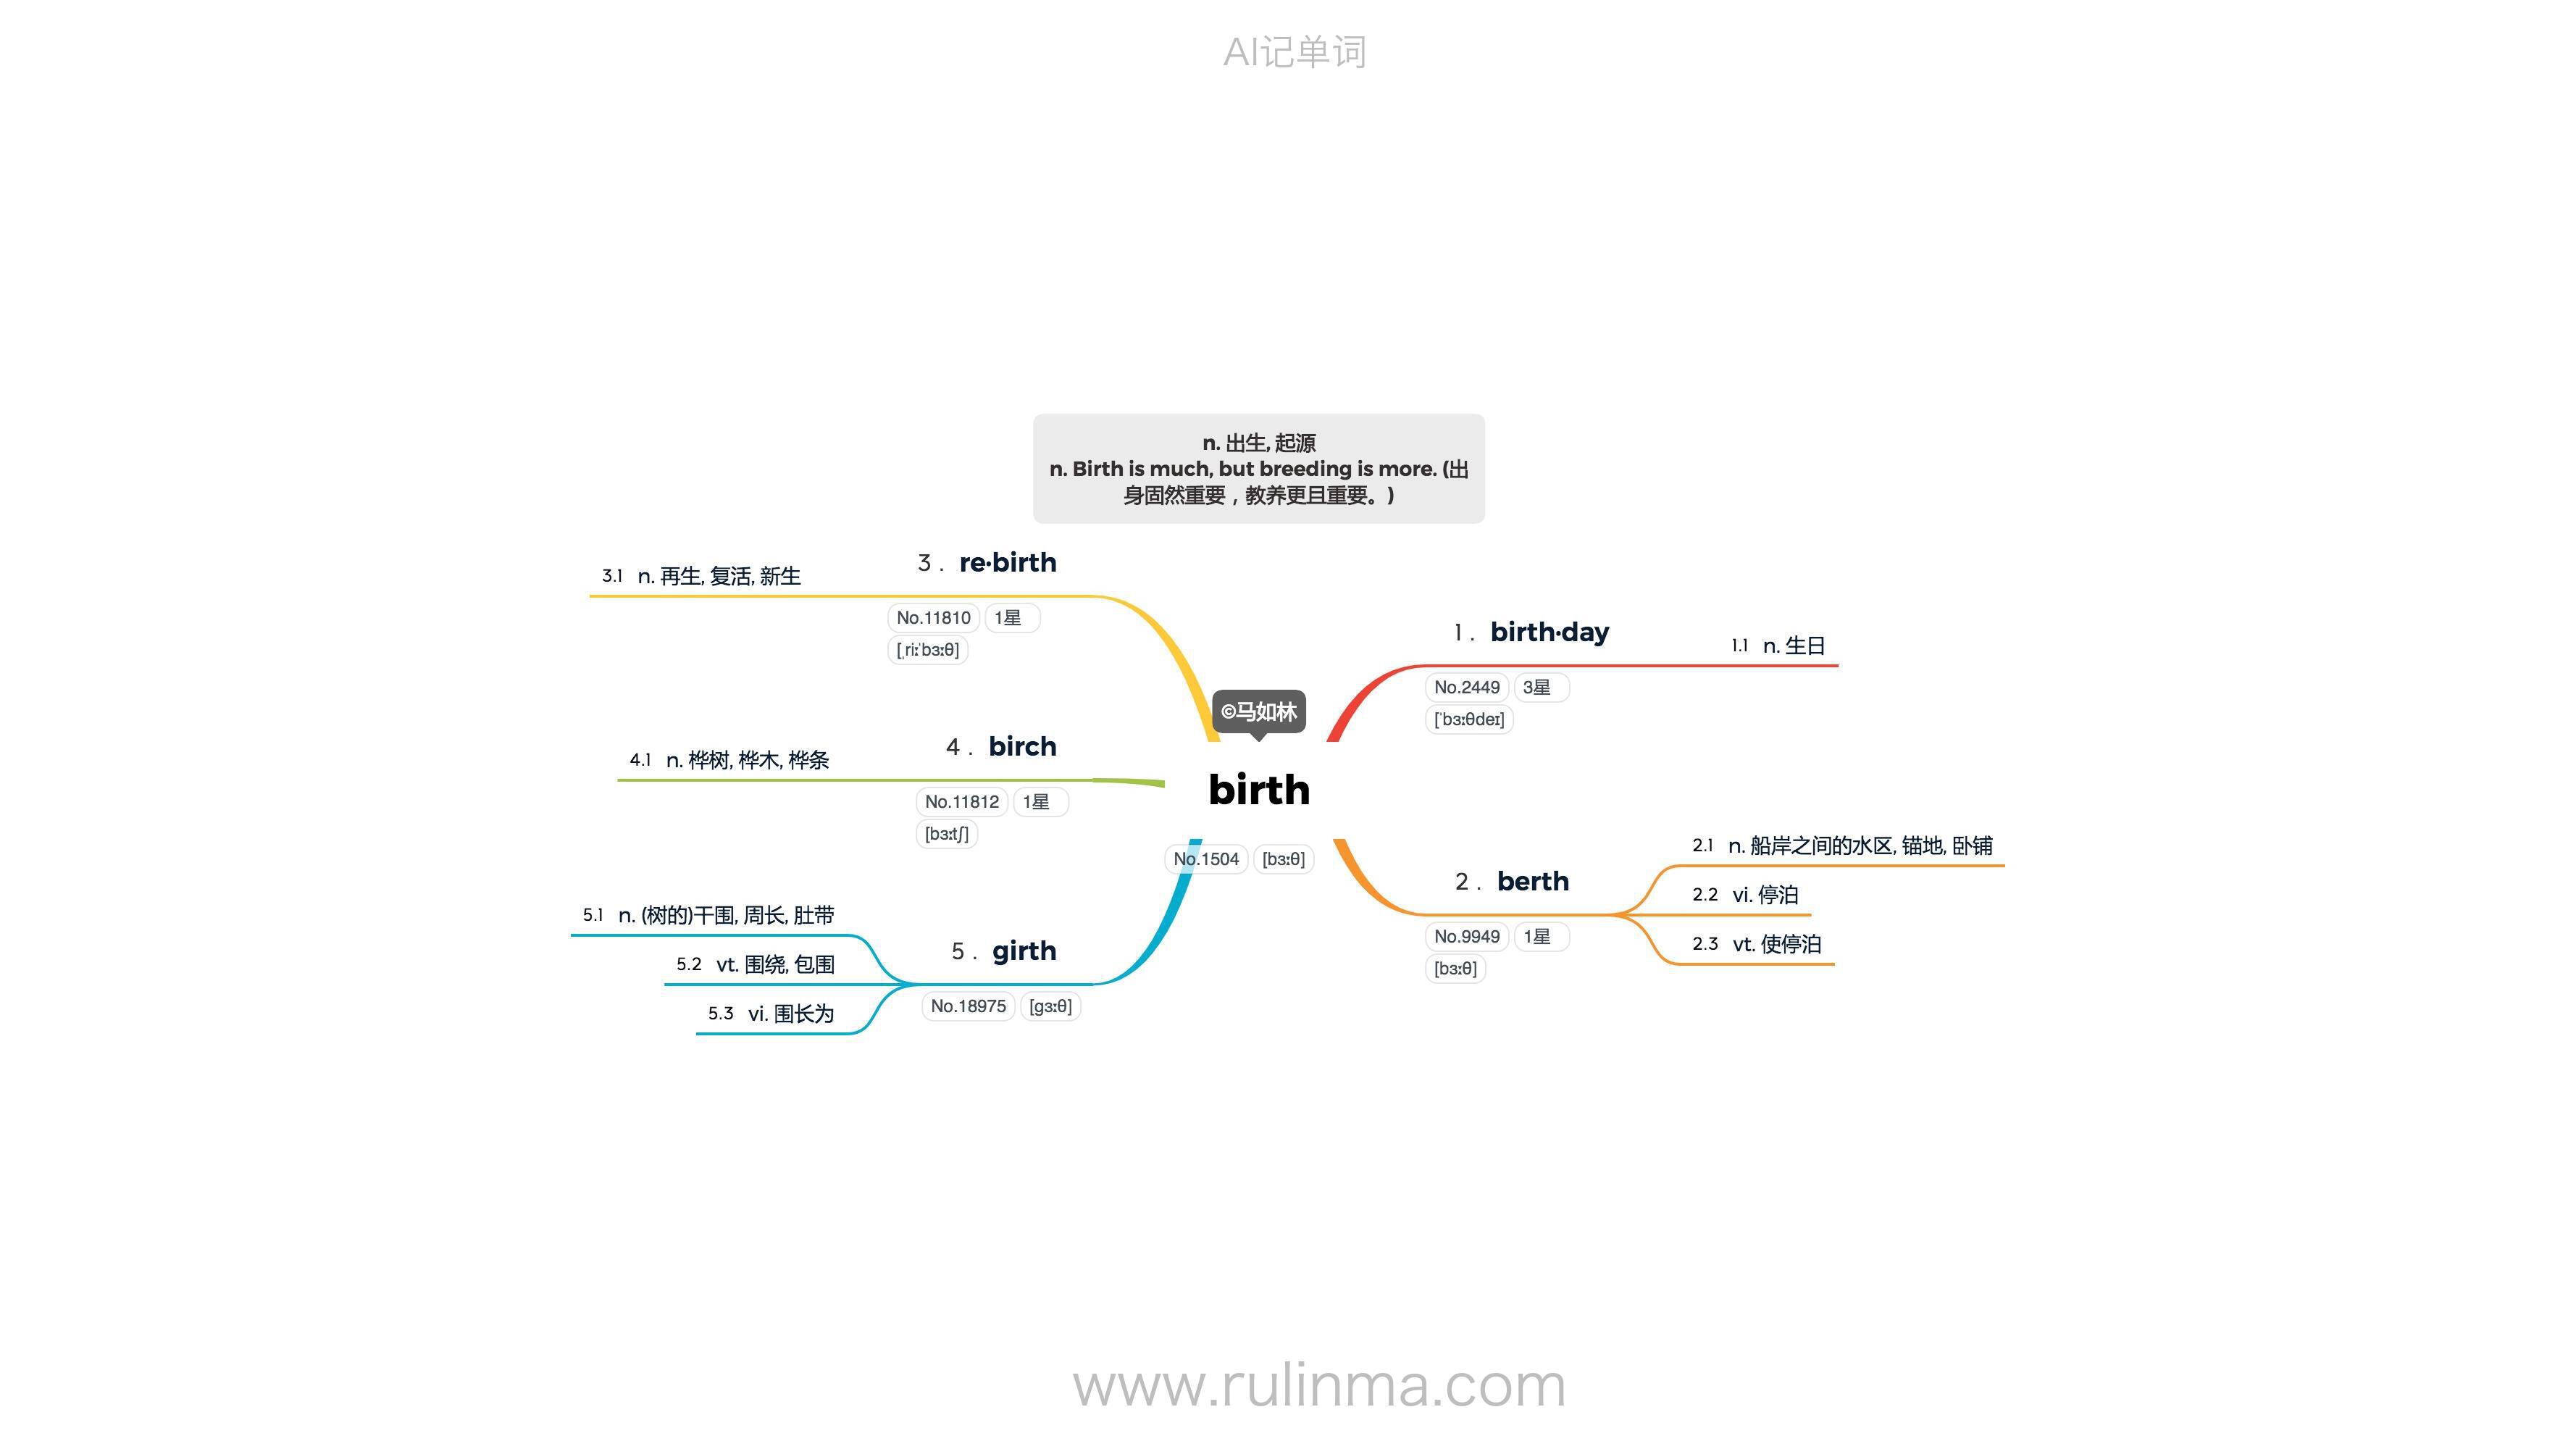 AI记单词
n. 出生, 起源
n. Birth is much, but breeding is more. (出
身固然重要，教养更且重要。)
©马如林
birth
No.1504 [bɜːθ]
1. birth·day
No.2449 3星
[ˈbɜːθdeɪ]
1.1 n. 生日
2. berth
No.9949 1星
[bɜːθ]
2.1 n. 船岸之间的水区, 锚地, 卧铺
2.2 vi. 停泊
2.3 vt. 使停泊
3. re·birth
No.11810 1星
[ˌriːˈbɜːθ]
3.1 n. 再生, 复活, 新生
4. birch
No.11812 1星
[bɜːtʃ]
4.1 n. 桦树, 桦木, 桦条
5. girth
No.18975 [gɜːθ]
5.1 n. (树的)干围, 周长, 肚带
5.2 vt. 围绕, 包围
5.3 vi. 围长为
www.rulinma.com